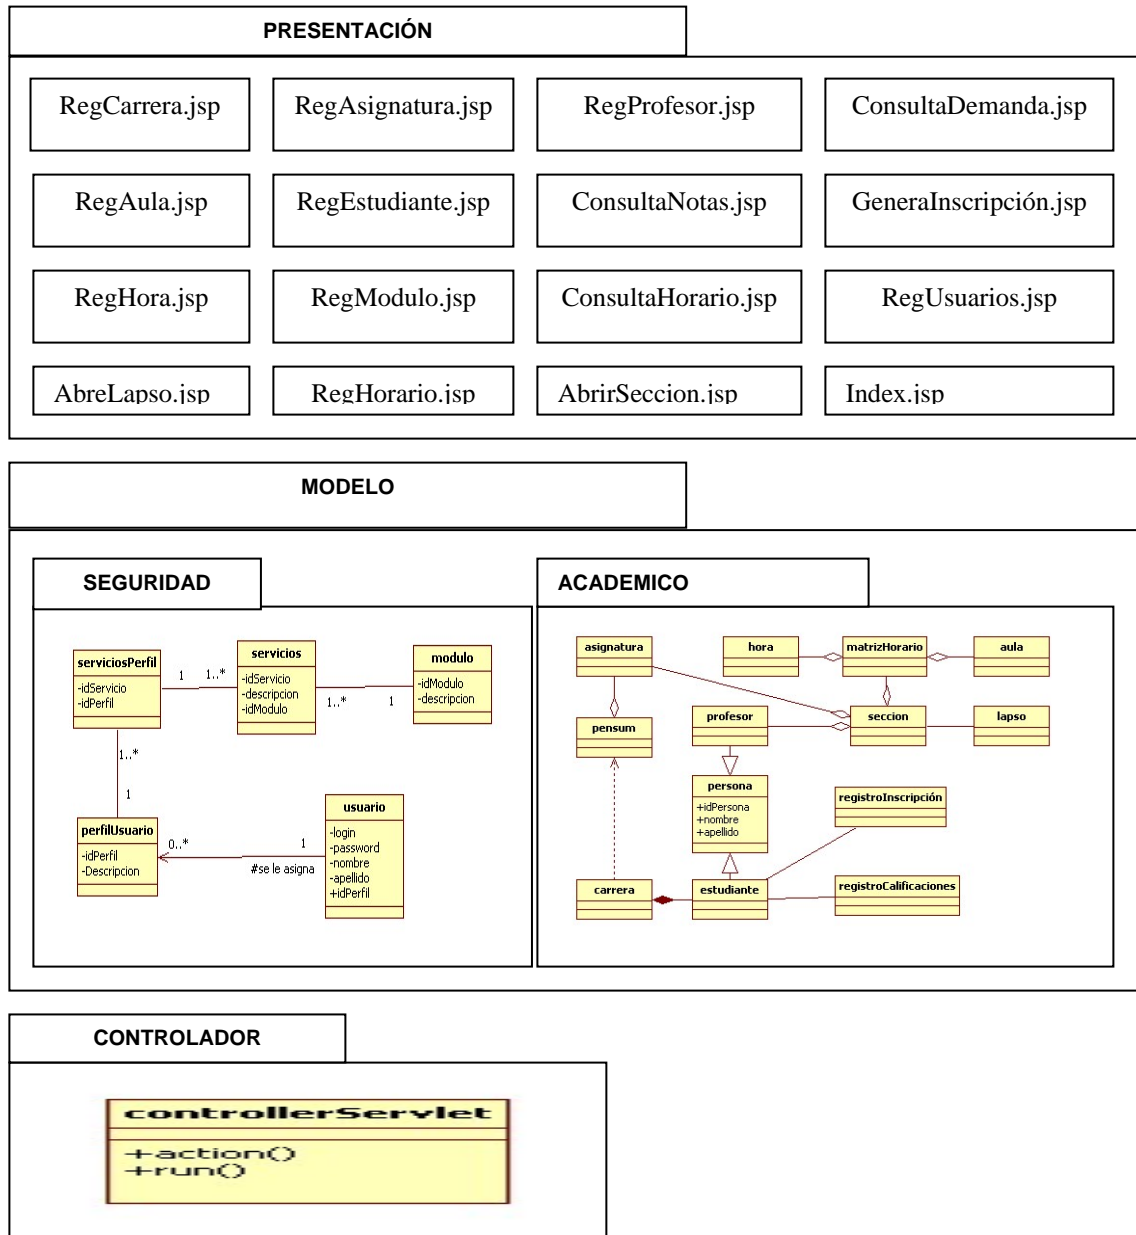 PRESENTACIÓN
RegCarrera.jsp
RegAsignatura.jsp
RegProfesor.jsp
ConsultaDemanda.jsp
RegAula.jsp
RegEstudiante.jsp
ConsultaNotas.jsp
GeneraInscripción.jsp
RegHora.jsp
RegModulo.jsp
ConsultaHorario.jsp
RegUsuarios.jsp
AbreLapso.jsp
RegHorario.jsp
AbrirSeccion.jsp
Index.jsp
MODELO
SEGURIDAD
serviciosPerfil
-idServicio
-idPerfil
1
1..*
servicios
-idServicio
-descripcion
-idModulo
1..*
1
modulo
-idModulo
-descripcion
1..*
1
perfilUsuario
-idPerfil
-Descripcion
0..*
1
#se le asigna
usuario
-login
-password
-nombre
-apellido
+idPerfil
ACADEMICO
asignatura
hora
matrizHorario
aula
pensum
profesor
seccion
lapso
persona
+idPersona
+nombre
+apellido
registroInscripción
carrera
estudiante
registroCalificaciones
CONTROLADOR
controllerServlet
+action()
+run()